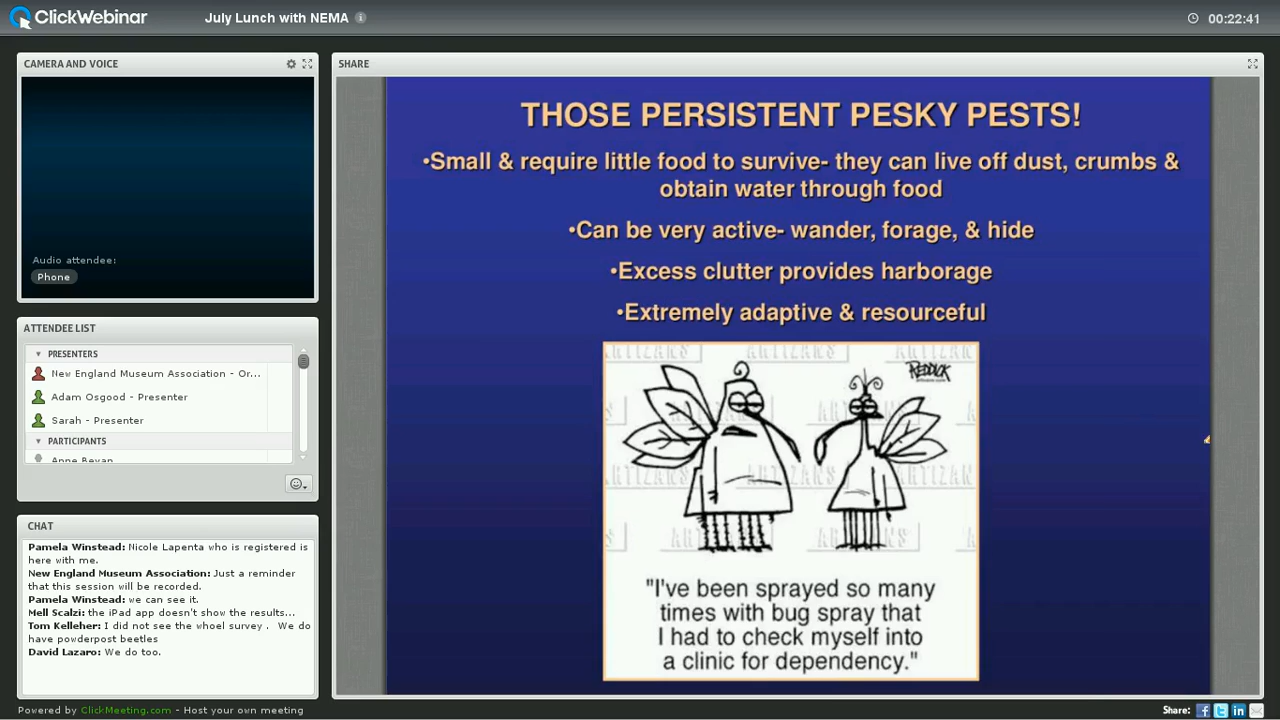 ClickWebinar
July Lunch with NEMA
00:22:41
CAMERA AND VOICE
Audio attendee:
Phone
ATTENDEE LIST
PRESENTERS
New England Museum Association - Or...
Adam Osgood - Presenter
Sarah - Presenter
PARTICIPANTS
Anne Bevan
CHAT
Pamela Winstead: Nicole Lapenta who is registered is
here with me.
New England Museum Association: Just a reminder
that this session will be recorded.
Pamela Winstead: we can see it.
Mell Scalzi: the iPad app doesn't show the results...
Tom Kelleher: I did not see the whoel survey . We do
have powderpost beetles
David Lazaro: We do too.
SHARE
THOSE PERSISTENT PESKY PESTS!
•Small & require little food to survive- they can live off dust, crumbs &
obtain water through food
•Can be very active- wander, forage, & hide
•Excess clutter provides harborage
•Extremely adaptive & resourceful
REDDICK
ARTIZANS
"I've been sprayed so many
times with bug spray that
I had to check myself into
a clinic for dependency."
Powered by ClickMeeting.com - Host your own meeting
Share: